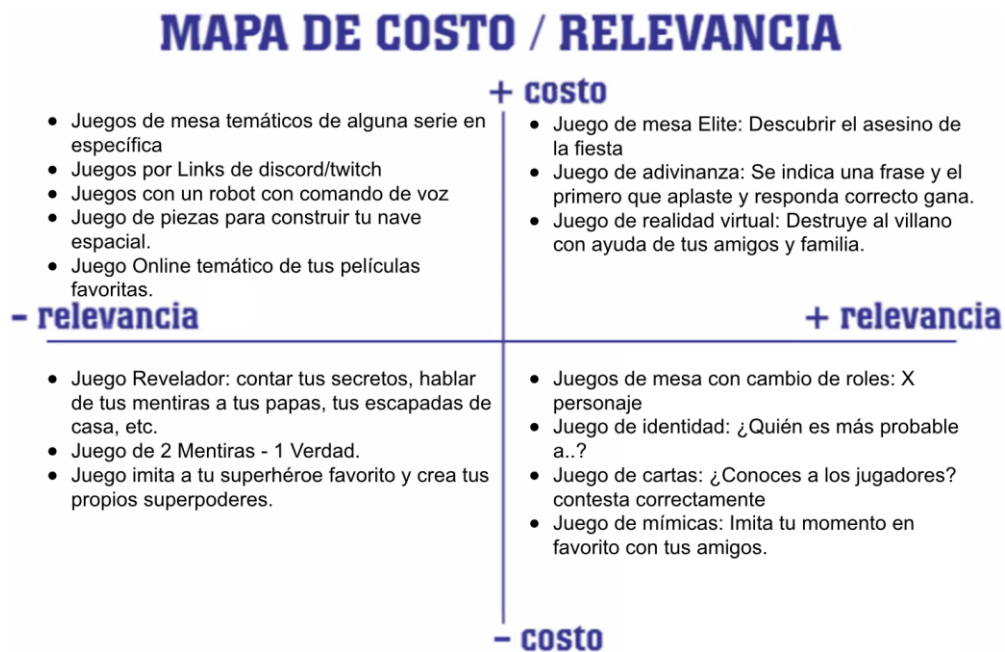 MAPA DE COSTO / RELEVANCIA
+ costo
• Juegos de mesa temáticos de alguna serie en
específica
• Juegos por Links de discord/twitch
• Juegos con un robot con comando de voz
• Juego de piezas para construir tu nave
espacial.
• Juego Online temático de tus películas
favoritas.
• Juego de mesa Elite: Descubrir el asesino de
la fiesta
• Juego de adivinanza: Se indica una frase y el
primero que aplaste y responda correcto gana.
• Juego de realidad virtual: Destruye al villano
con ayuda de tus amigos y familia.
– relevancia
+ relevancia
• Juego Revelador: contar tus secretos, hablar
de tus mentiras a tus papas, tus escapadas de
casa, etc.
• Juego de 2 Mentiras - 1 Verdad.
• Juego imita a tu superhéroe favorito y crea tus
propios superpoderes.
• Juegos de mesa con cambio de roles: X
personaje
• Juego de identidad: ¿Quién es más probable
a..?
• Juego de cartas: ¿Conoces a los jugadores?
contesta correctamente
• Juego de mímicas: Imita tu momento en
favorito con tus amigos.
– costo